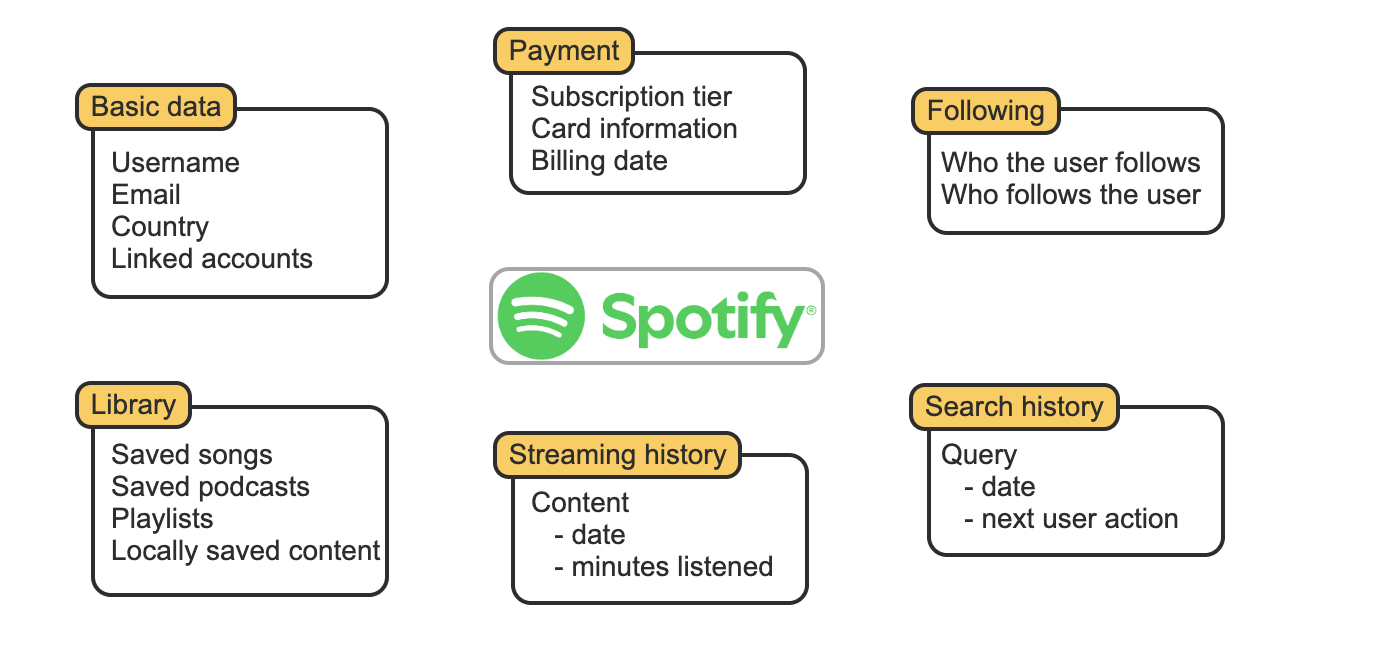 Basic data
Username
Email
Country
Linked accounts
Payment
Subscription tier
Card information
Billing date
Following
Who the user follows
Who follows the user
Spotify®
Library
Saved songs
Saved podcasts
Playlists
Locally saved content
Streaming history
Content
- date
- minutes listened
Search history
Query
- date
- next user action